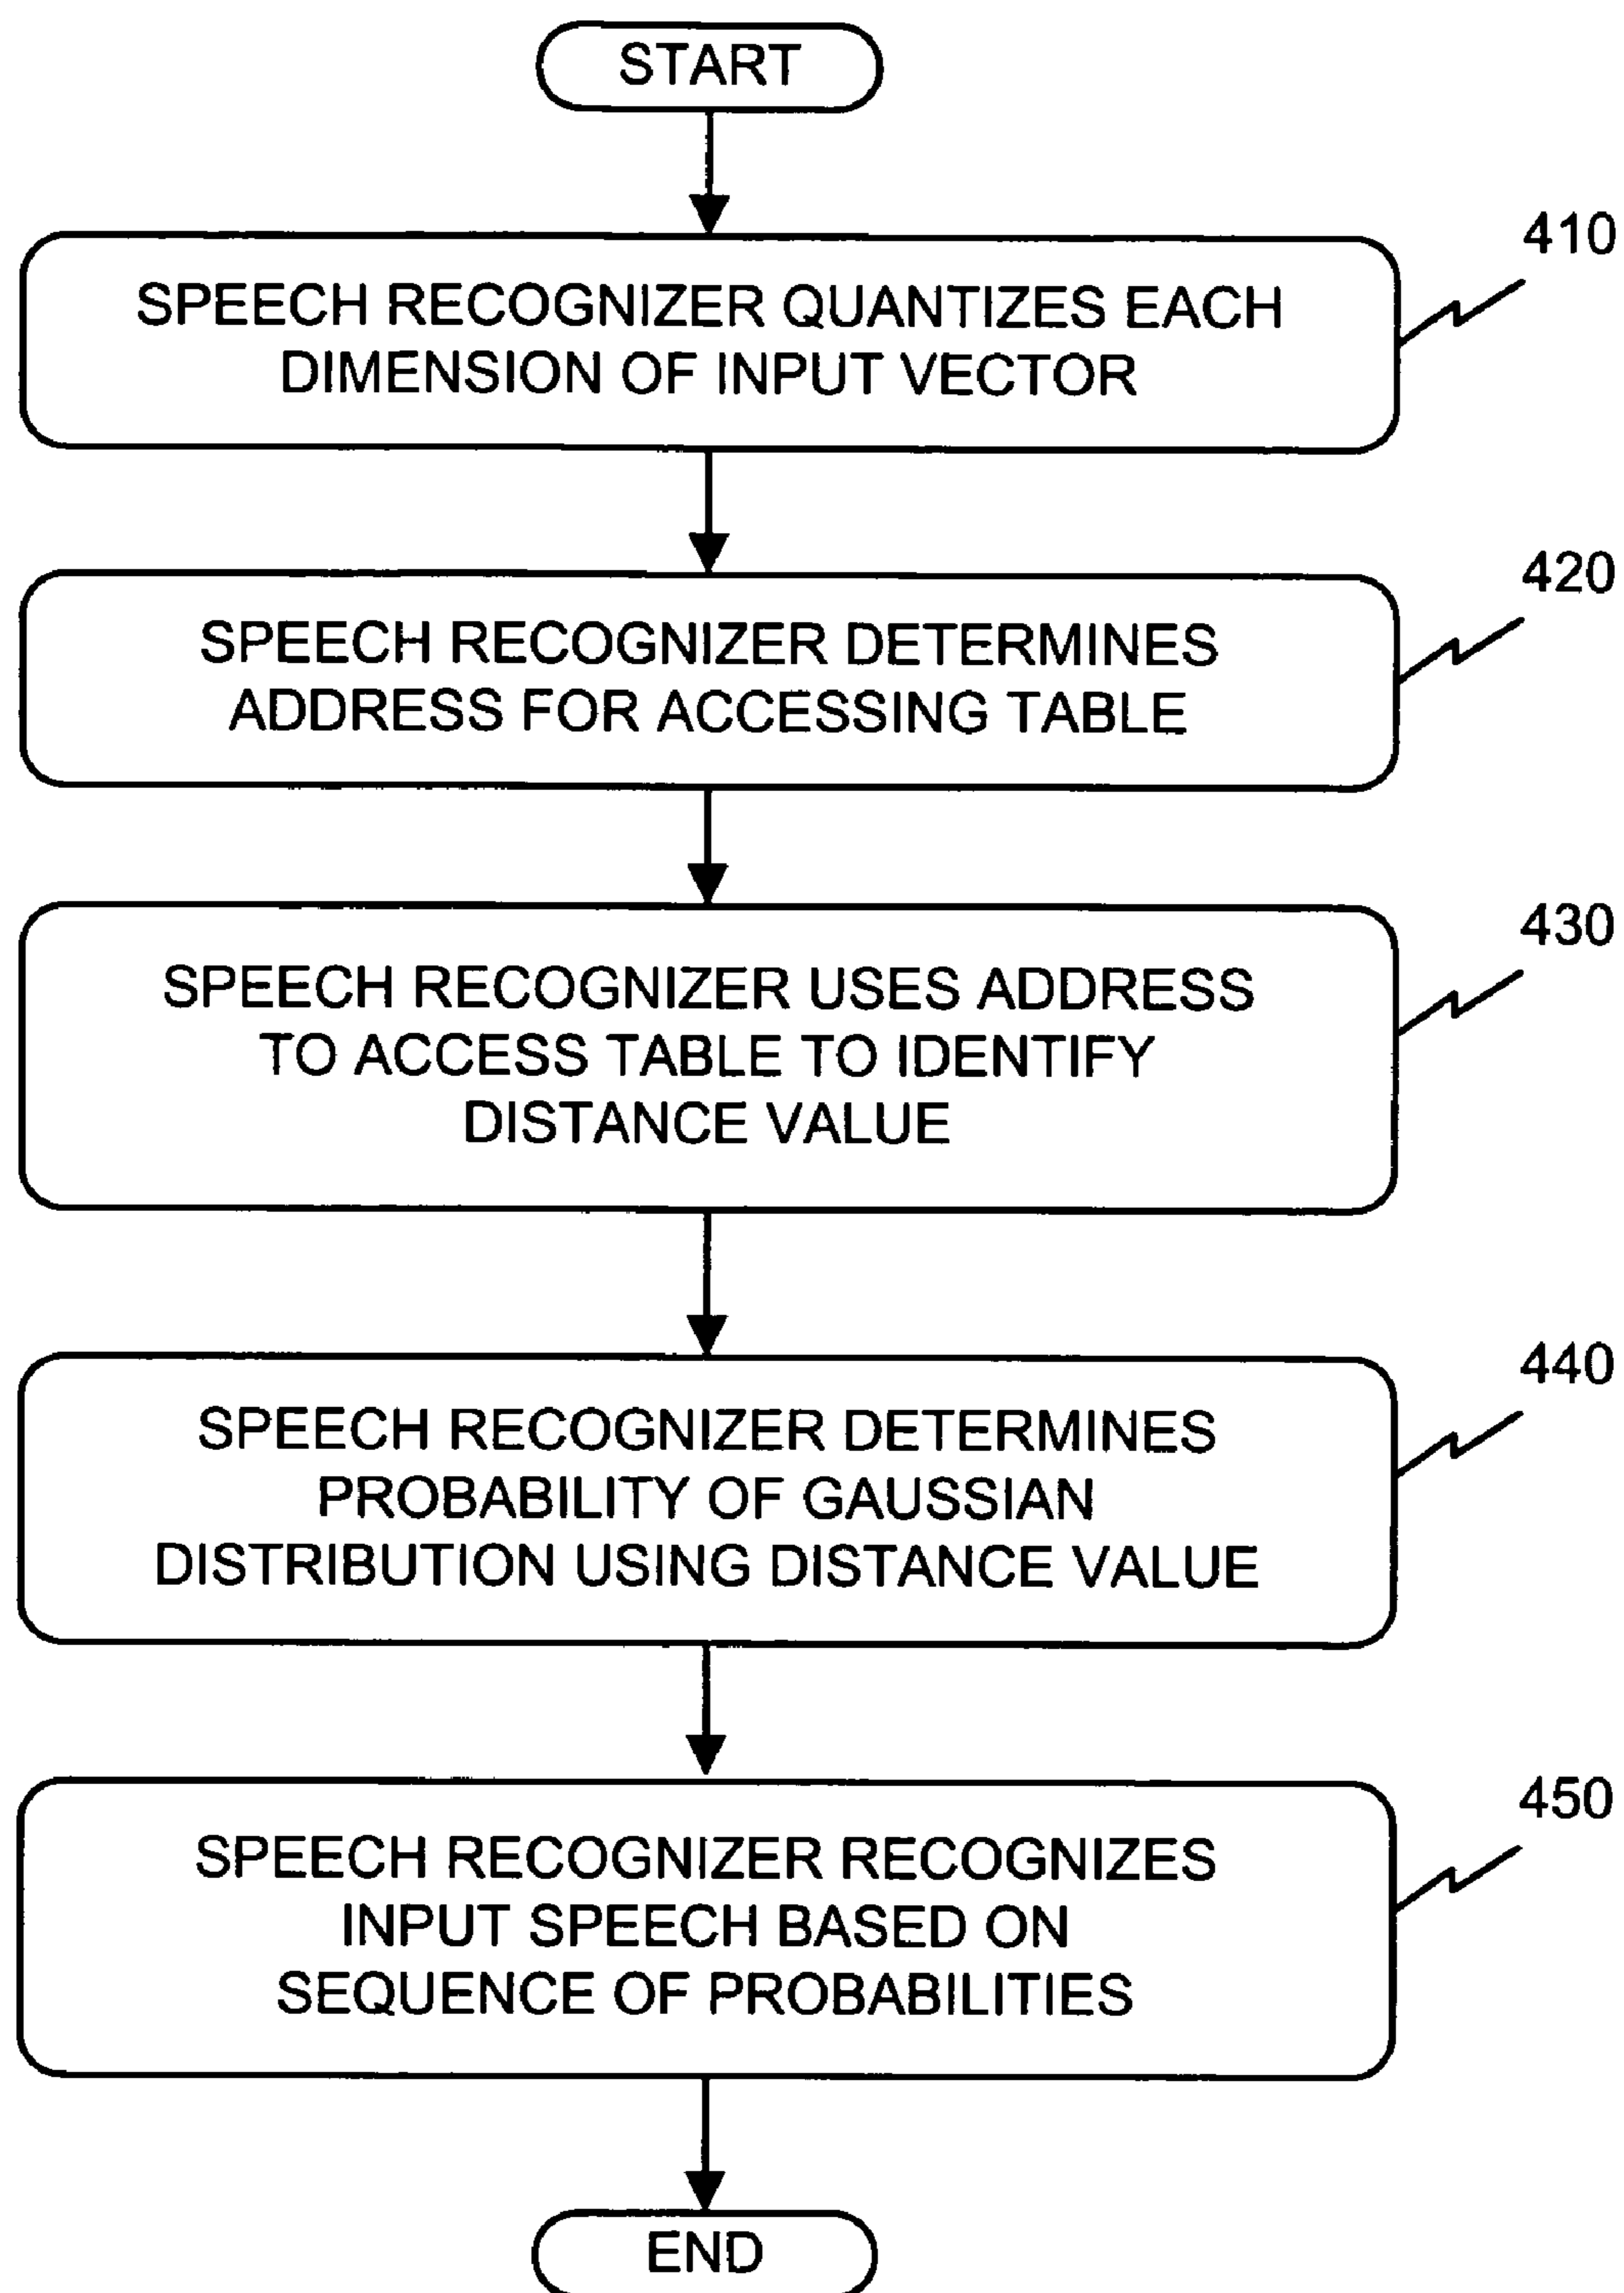 START
410
SPEECH RECOGNIZER QUANTIZES EACH
DIMENSION OF INPUT VECTOR
420
SPEECH RECOGNIZER DETERMINES
ADDRESS FOR ACCESSING TABLE
430
SPEECH RECOGNIZER USES ADDRESS
TO ACCESS TABLE TO IDENTIFY
DISTANCE VALUE
440
SPEECH RECOGNIZER DETERMINES
PROBABILITY OF GAUSSIAN
DISTRIBUTION USING DISTANCE VALUE
450
SPEECH RECOGNIZER RECOGNIZES
INPUT SPEECH BASED ON
SEQUENCE OF PROBABILITIES
END